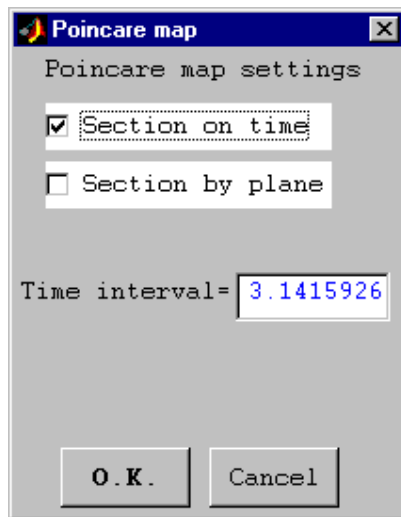 Poincare map
Poincare map settings
Section on time
Section by plane
Time interval= 3.1415926
O.K. Cancel